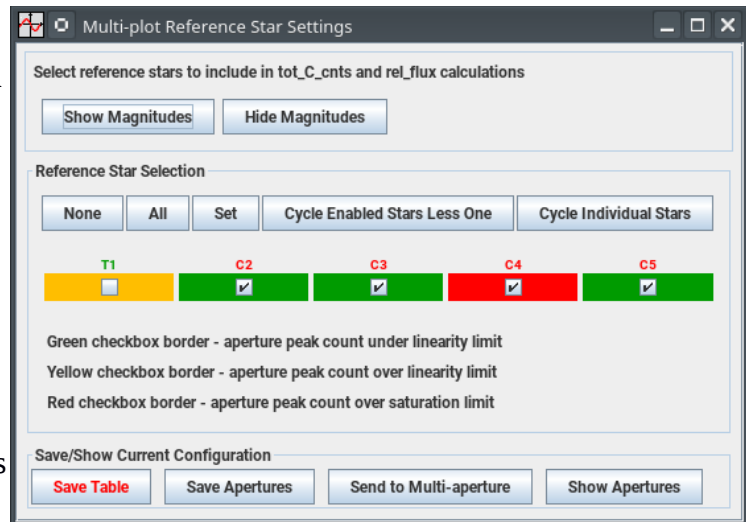 Multi-plot Reference Star Settings
Select reference stars to include in tot_C_cnts and rel_flux calculations
Show Magnitudes Hide Magnitudes
Reference Star Selection
None All Set Cycle Enabled Stars Less One Cycle Individual Stars
T1 C2 C3 C4 C5
Green checkbox border - aperture peak count under linearity limit
Yellow checkbox border - aperture peak count over linearity limit
Red checkbox border - aperture peak count over saturation limit
s
Save/Show Current Configuration
Save Table Save Apertures Send to Multi-aperture Show Apertures